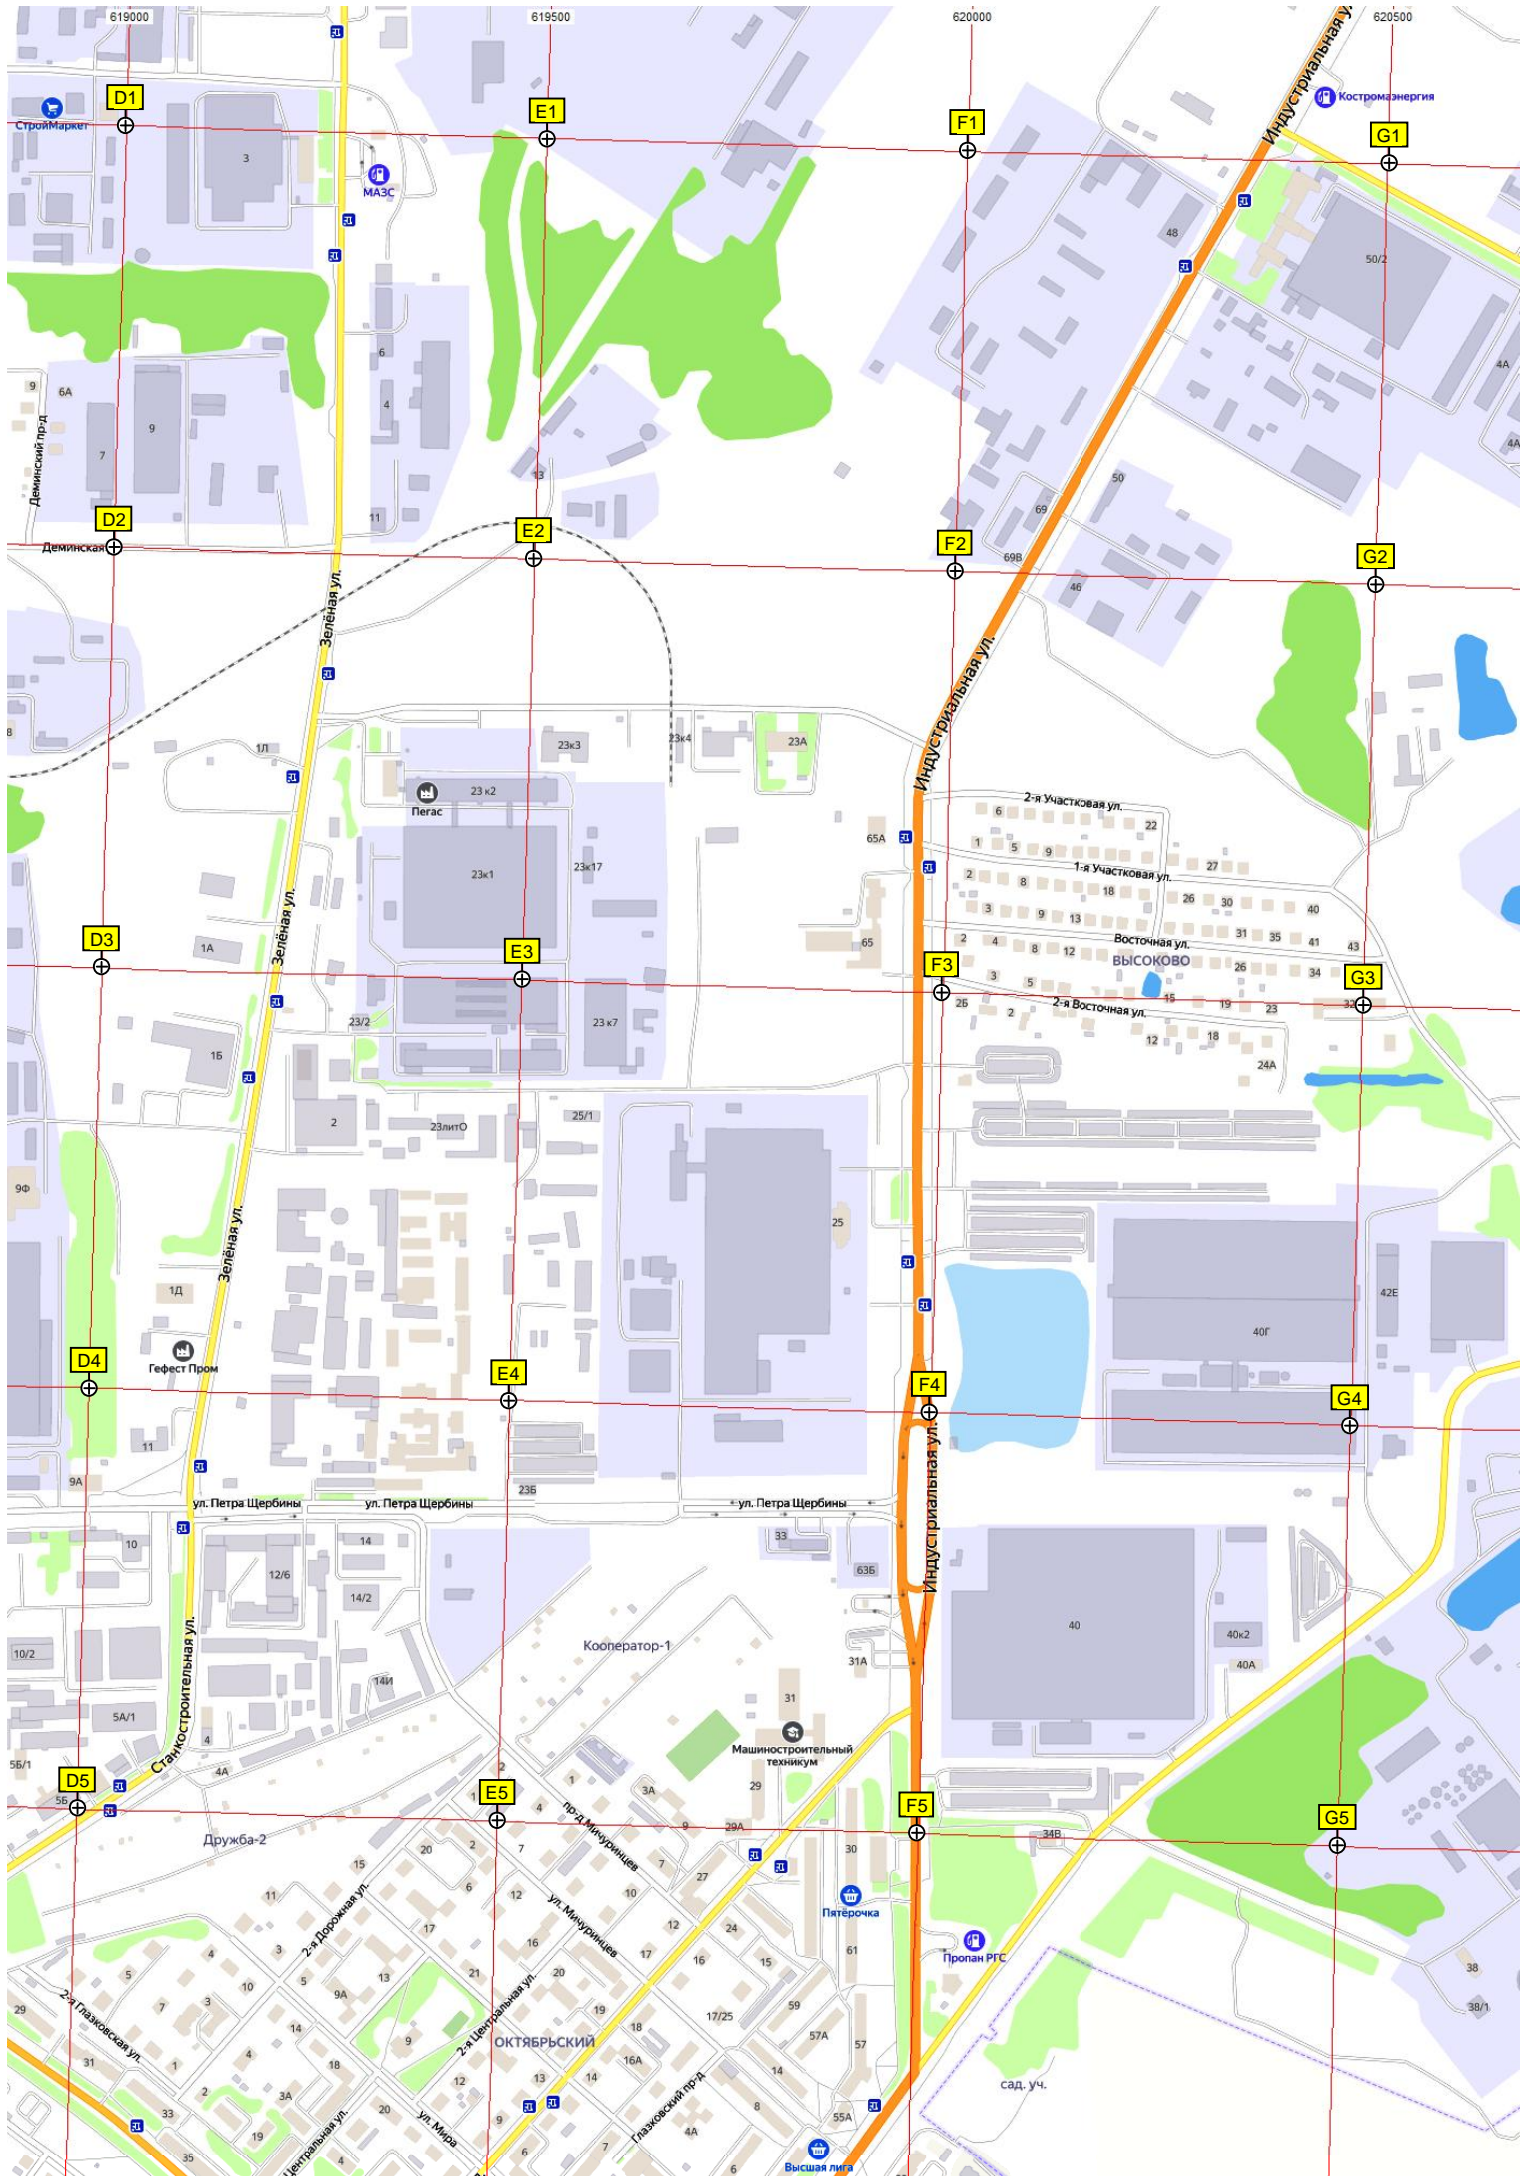 619000
619500
620000
620500
Индустриальная у
Костромаэнергия
D1
E1
F1
G1
СтройМаркет
3
МАЗС
48
50/2
6
4А
9
6А
4
Деминский пр-д
9
7
4А
13
50
11
69
D2
E2
F2
G2
Деминская
69В
46
Зелёная ул.
Индустриальная ул.
8
1Л
23к3
23к4
23А
23 к2
Пегас
2-я Участковая ул.
6
22
65А
1
5
9
27
1-я Участковая ул.
23к1
23к17
2
8
18
26
30
40
3
9
13
31
35
41
43
Зелёная ул.
1А
65
2
4
8
12
Восточная ул.
ВЫСОКОВО
26
34
D3
E3
F3
G3
3
5
2Б
2
2-я Восточная ул.
15
19
23
32
23/2
23 к7
12
18
24А
1Б
2
23литО
25/1
9Ф
25
Зелёная ул.
1Д
42Е
40Г
Гефест Пром
D4
E4
F4
G4
11
9А
23Б
Индустриальная ул.
ул. Петра Щербины
ул. Петра Щербины
ул. Петра Щербины
10
14
33
12/6
63Б
14/2
40
Кооператор-1
40к2
10/2
31А
40А
14И
Станкостроительная ул.
31
5А/1
4
Машиностроительный
техникум
5Б/1
4А
2
1
3А
29
D5
E5
F5
G5
5Б
1
4
пр-д Мичуринцев
9
29А
34В
Дружба-2
20
2
7
30
15
7
27
6
12
10
11
2-я Дорожная ул.
Пятёрочка
17
ул. Мичуринцев
12
24
16
61
3
4
17
Пропан РГС
5
21
20
16
15
13
38
10
5
9А
2-я Глазковская ул.
7
3
29
19
59
38/1
17/25
14
18
57А
9
2-я Центральная ул.
ОКТЯБРЬСКИЙ
57
31
1
4
18
16А
14
13
14
12
сад. уч.
2
3А
Глазковский пр-д
33
20
9
8
55А
ул. Мира
19
4А
35
Центральная ул.
4
6
7
6
Высшая лига